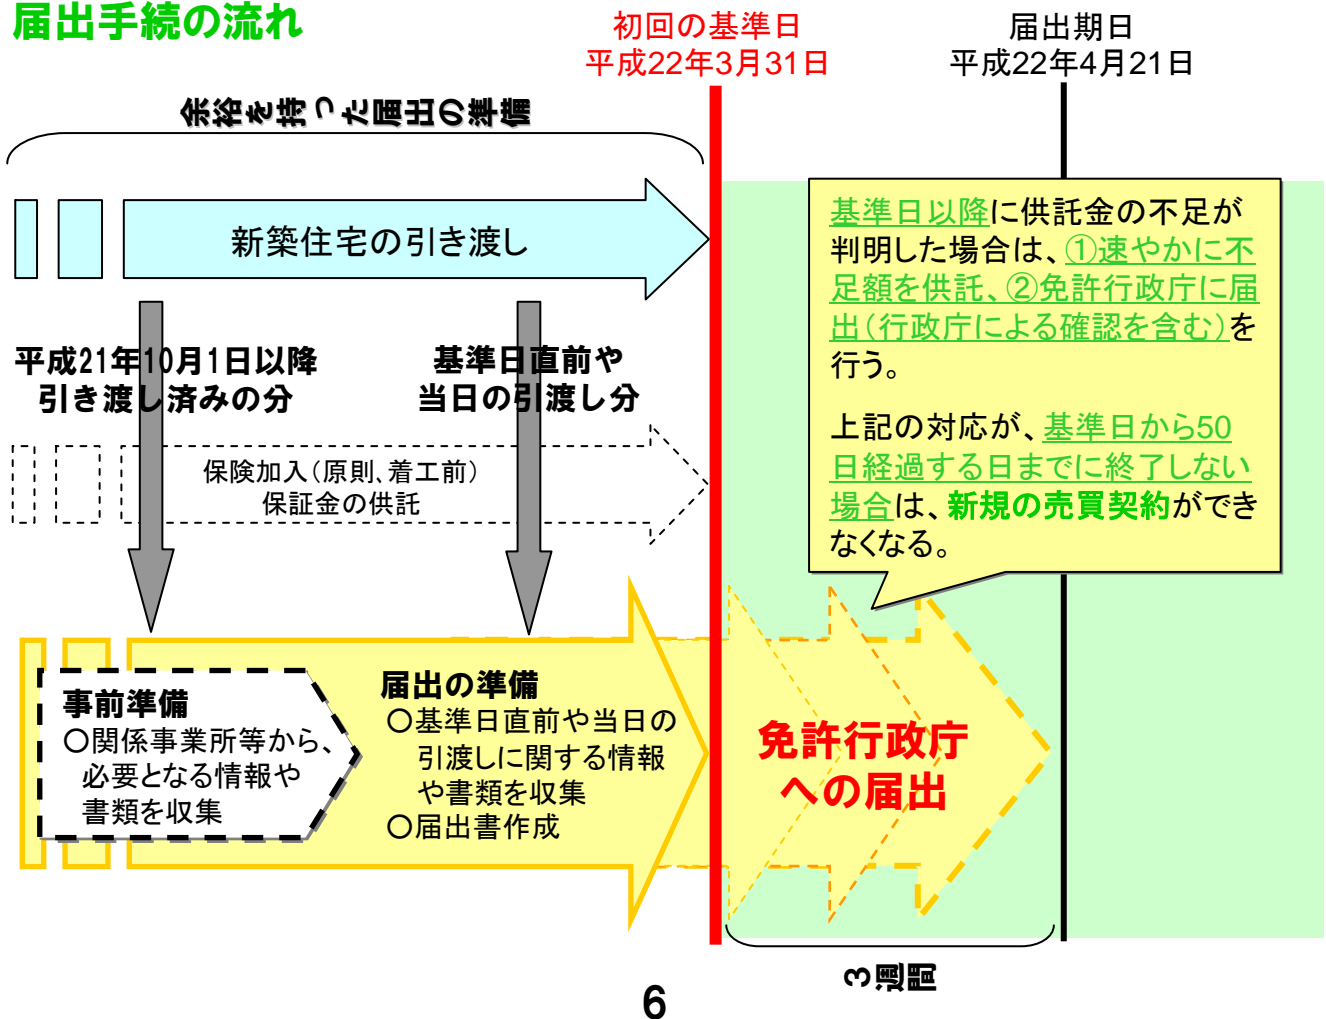 届出手続の流れ
初回の基準日
平成22年3月31日
届出期日
平成22年4月21日
余裕を持った届出の準備
新築住宅の引き渡し
平成21年10月1日以降
引き渡し済みの分
基準日直前や
当日の引渡し分
保険加入（原則、着工前）
保証金の供託
基準日以降に供託金の不足が
判明した場合は、①速やかに不
足額を供託、②免許行政庁に届
出（行政庁による確認を含む）を
行う。
上記の対応が、基準日から50
日経過する日までに終了しない
場合は、新規の売買契約ができ
なくなる。
事前準備
○関係事業所等から、
必要となる情報や
書類を収集
届出の準備
○基準日直前や当日の
引渡しに関する情報
や書類を収集
○届出書作成
免許行政庁
への届出
３週間
6